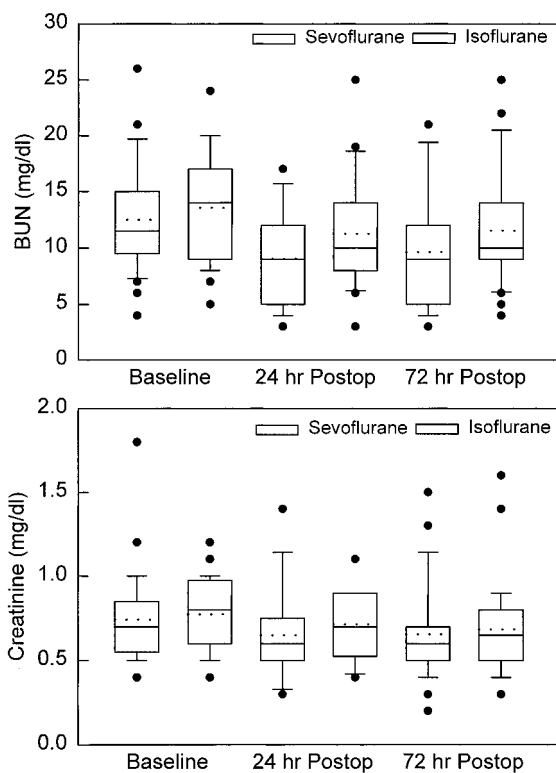 30
25
20
15
10
5
0
BUN (mg/dl)
Sevoflurane Isoflurane
Baseline 24 hr Postop 72 hr Postop
2.0
1.5
1.0
0.5
0.0
Creatinine (mg/dl)
Sevoflurane Isoflurane
Baseline 24 hr Postop 72 hr Postop